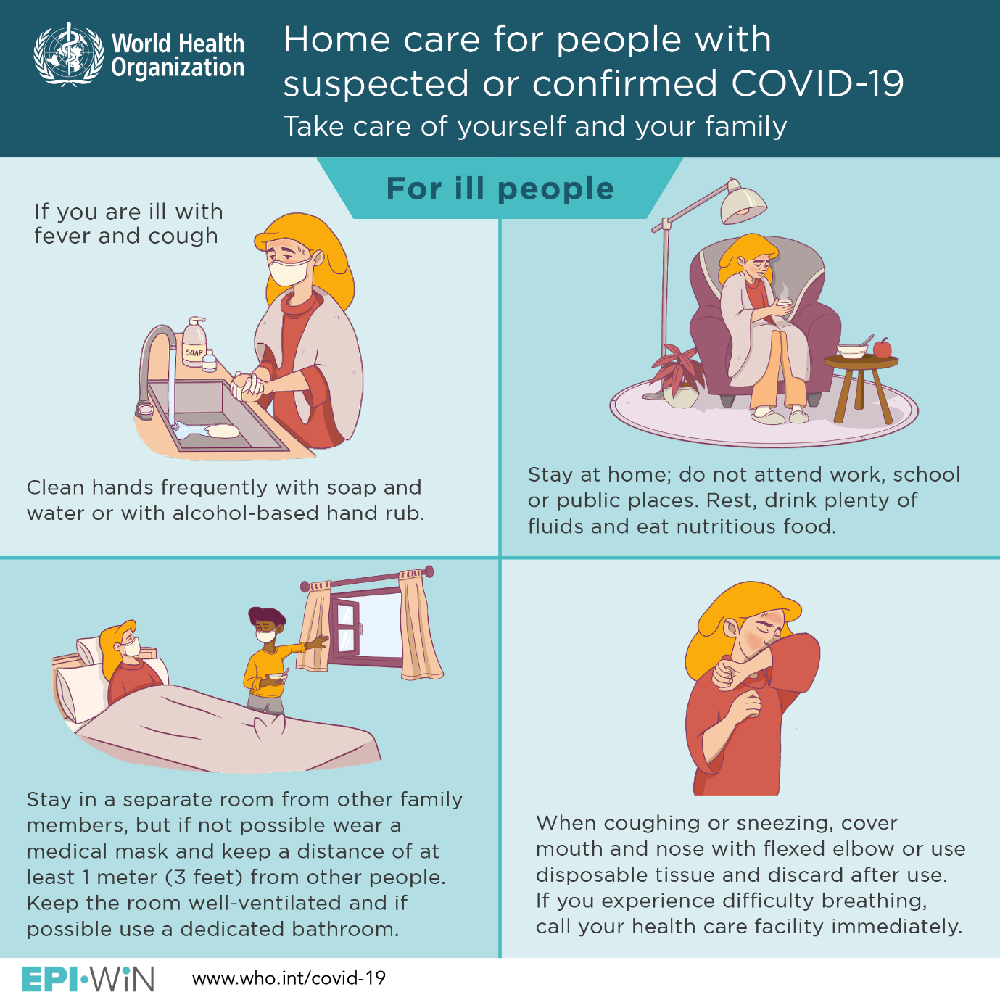 World Health
Organization
Home care for people with
suspected or confirmed COVID-19
Take care of yourself and your family
For ill people
If you are ill with
fever and cough
SOAP
Clean hands frequently with soap and
water or with alcohol-based hand rub.
Stay at home; do not attend work, school
or public places. Rest, drink plenty of
fluids and eat nutritious food.
Stay in a separate room from other family
members, but if not possible wear a
medical mask and keep a distance of at
least 1 meter (3 feet) from other people.
Keep the room well-ventilated and if
possible use a dedicated bathroom.
When coughing or sneezing, cover
mouth and nose with flexed elbow or use
disposable tissue and discard after use.
If you experience difficulty breathing,
call your health care facility immediately.
EPI•WiN
www.who.int/covid-19